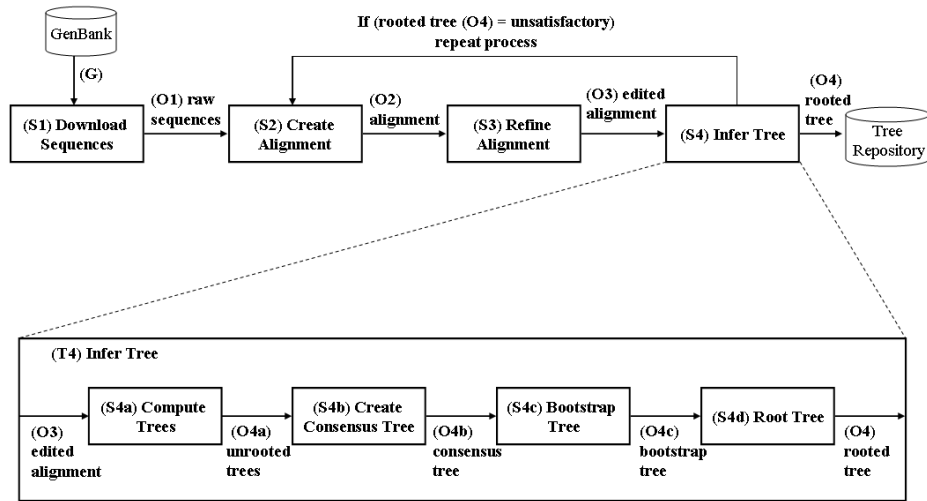 GenBank
(G)
If (rooted tree (O4) = unsatisfactory)
repeat process
(S1) Download
Sequences
(O1) raw
sequences
(S2) Create
Alignment
(O2)
alignment
(S3) Refine
Alignment
(O3) edited
alignment
(S4) Infer Tree
(O4)
rooted
tree
Tree
Repository
(T4) Infer Tree
(O3)
edited
alignment
(S4a) Compute
Trees
(O4a)
unrooted
trees
(S4b) Create
Consensus Tree
(O4b)
consensus
tree
(S4c) Bootstrap
Tree
(O4c)
bootstrap
tree
(S4d) Root Tree
(O4)
rooted
tree